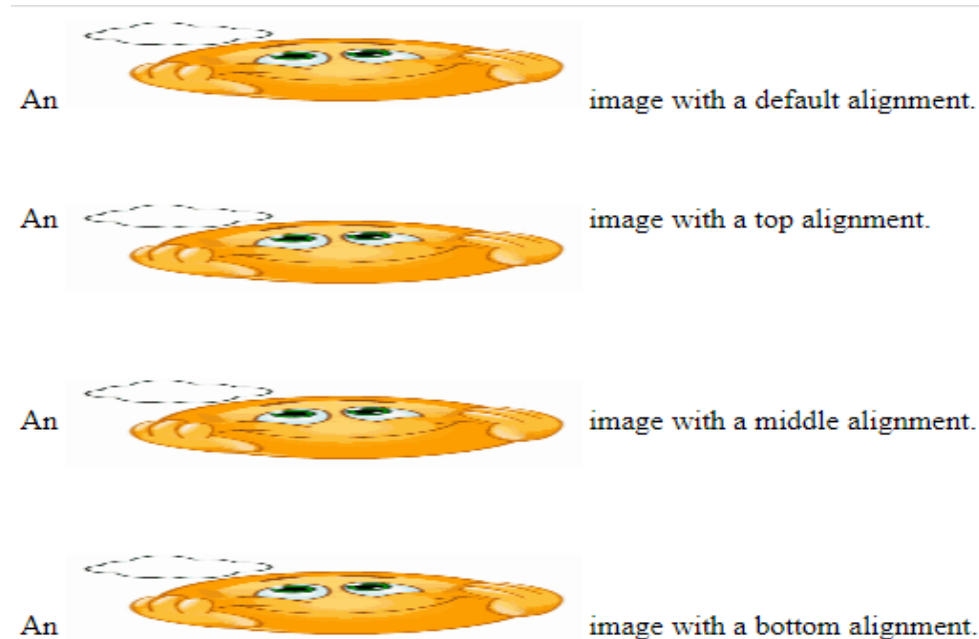 An image with a default alignment.
An image with a top alignment.
An image with a middle alignment.
An image with a bottom alignment.